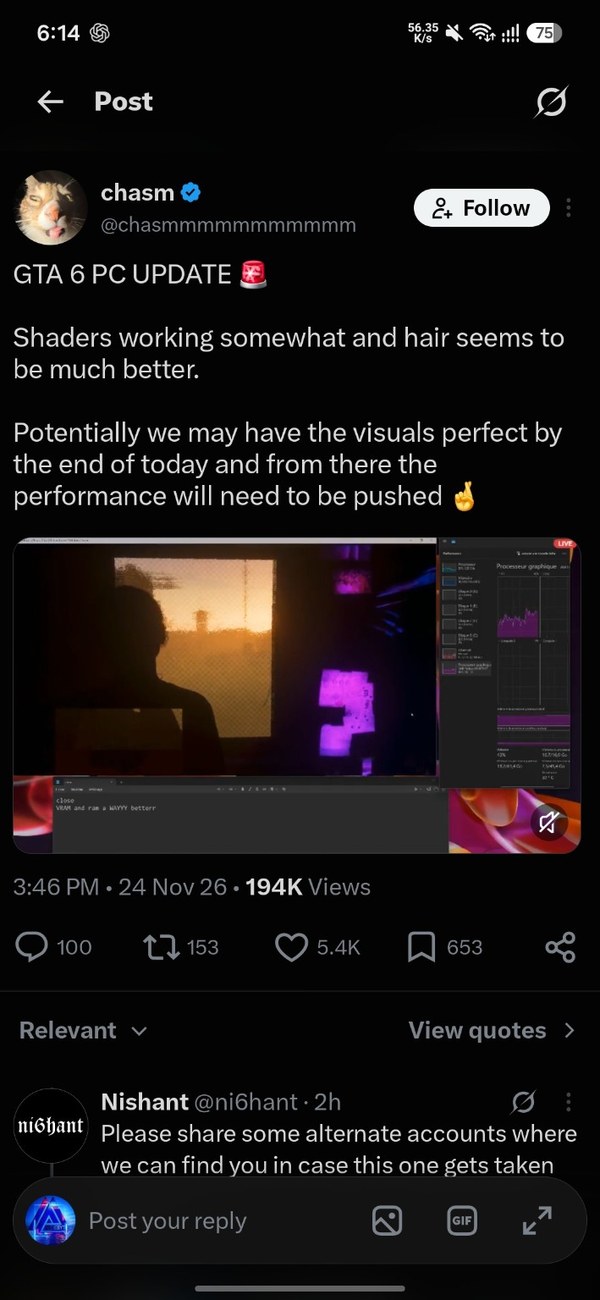 6:14
56.35
K/s
75
Post
chasm
Follow
@chasmmmmmmmmmmmm
GTA 6 PC UPDATE 🚨
Shaders working somewhat and hair seems to
be much better.
Potentially we may have the visuals perfect by
the end of today and from there the
performance will need to be pushed 🤞
LIVE
Processeur graphique
close
VRAM and ram a WAYYY betterr
3:46 PM • 24 Nov 26 • 194K Views
100
153
5.4K
653
Relevant
View quotes
ni6hant
Nishant @ni6hant · 2h
Please share some alternate accounts where
we can find you in case this one gets taken
Post your reply
GIF